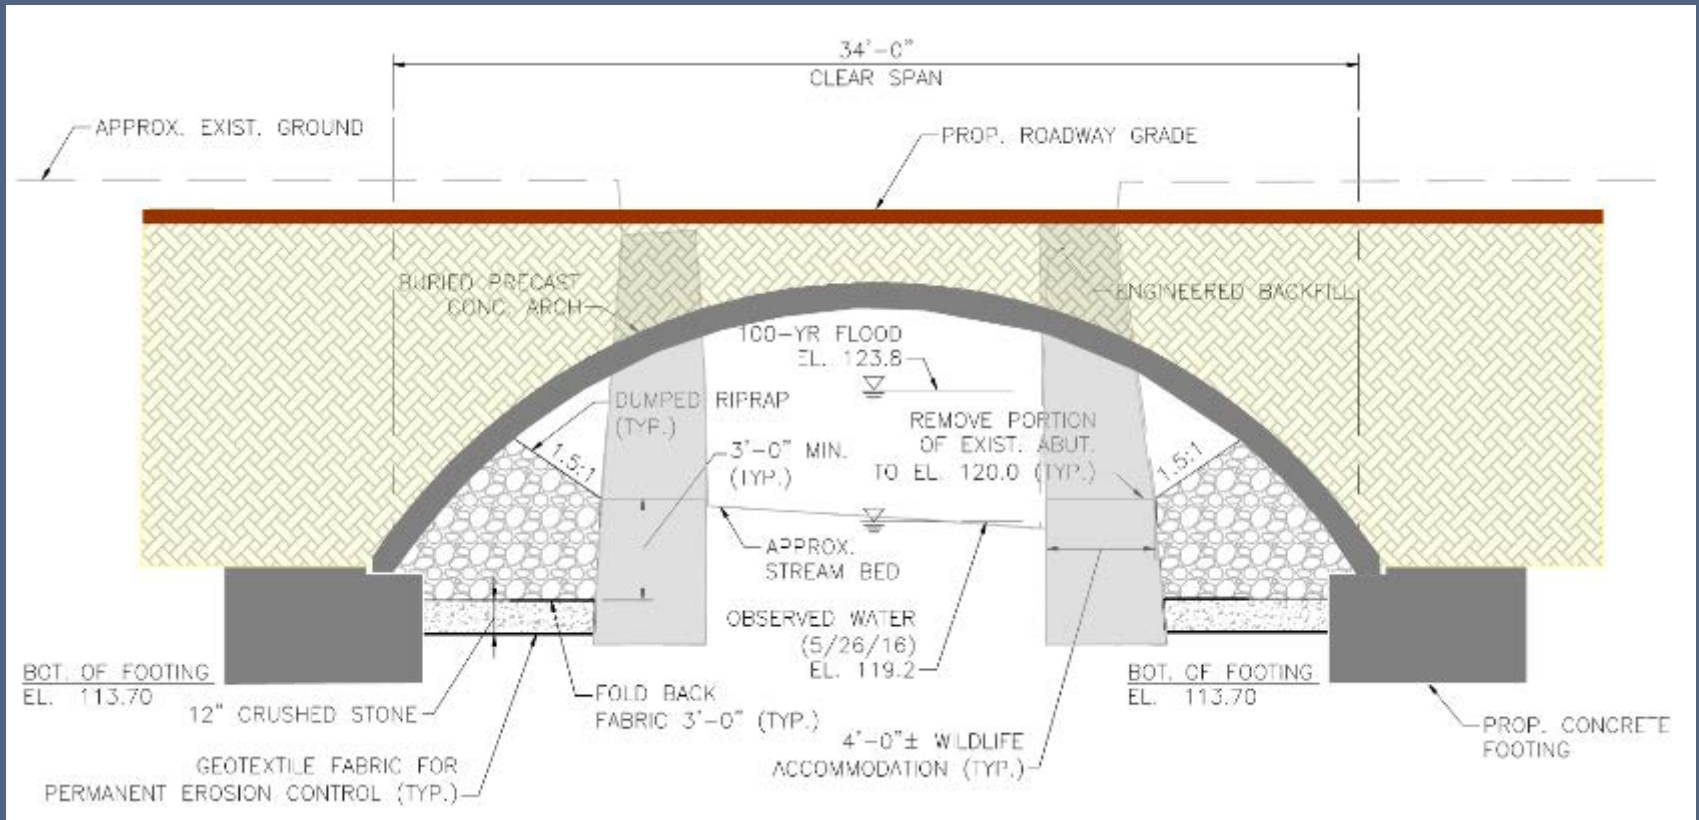 34'-0"
CLEAR SPAN
APPROX. EXIST. GROUND
PROP. ROADWAY GRADE
BURIED PRECAST
CONC. ARCH
ENGINEERED BACKFILL
100-YR FLOOD
EL. 123.8
DUMPED RIPRAP
(TYP.)
REMOVE PORTION
OF EXIST. ABUT.
TO EL. 120.0 (TYP.)
1.5:1
3'-0" MIN.
(TYP.)
1.5:1
APPROX.
STREAM BED
OBSERVED WATER
(5/26/16)
EL. 119.2
BOT. OF FOOTING
EL. 113.70
BOT. OF FOOTING
EL. 113.70
12" CRUSHED STONE
FOLD BACK
FABRIC 3'-0" (TYP.)
PROP. CONCRETE
FOOTING
4'-0"± WILDLIFE
ACCOMMODATION (TYP.)
GEOTEXTILE FABRIC FOR
PERMANENT EROSION CONTROL (TYP.)